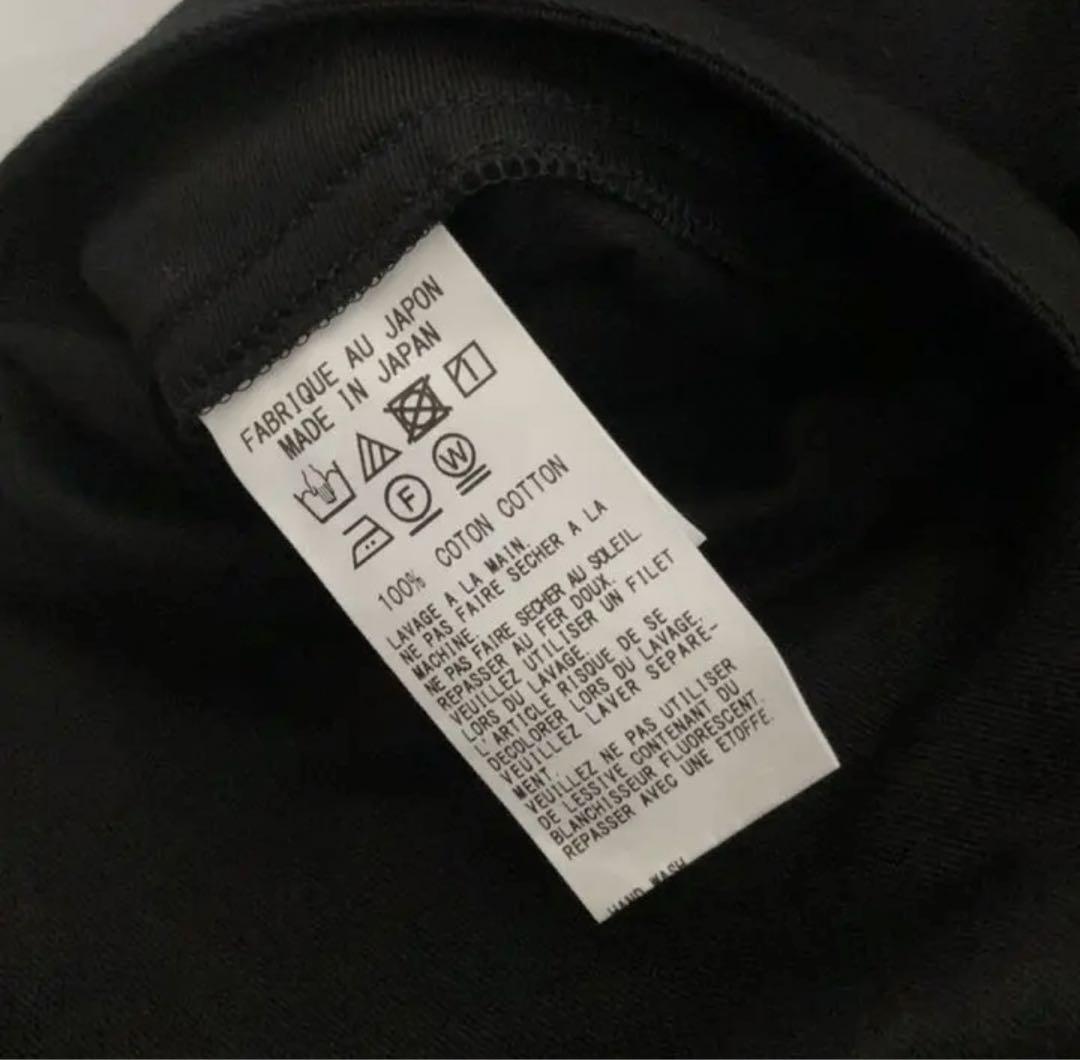 FABRIQUE AU JAPON
MADE IN JAPAN
F W
100% COTON COTTON
LAVAGE A LA MAIN.
NE PAS FAIRE SECHER A LA
MACHINE.
NE PAS FAIRE SECHER AU SOLEIL.
REPASSER AU FER DOUX.
VEUILLEZ UTILISER UN FILET
LORS DU LAVAGE.
L'ARTICLE RISQUE DE SE
DECOLORER LORS DU LAVAGE.
VEUILLEZ LAVER SEPARE-
MENT.
VEUILLEZ NE PAS UTILISER
DE LESSIVE CONTENANT DU
BLANCHISSEUR FLUORESCENT.
REPASSER AVEC UNE ETOFFE.
HAND WASH